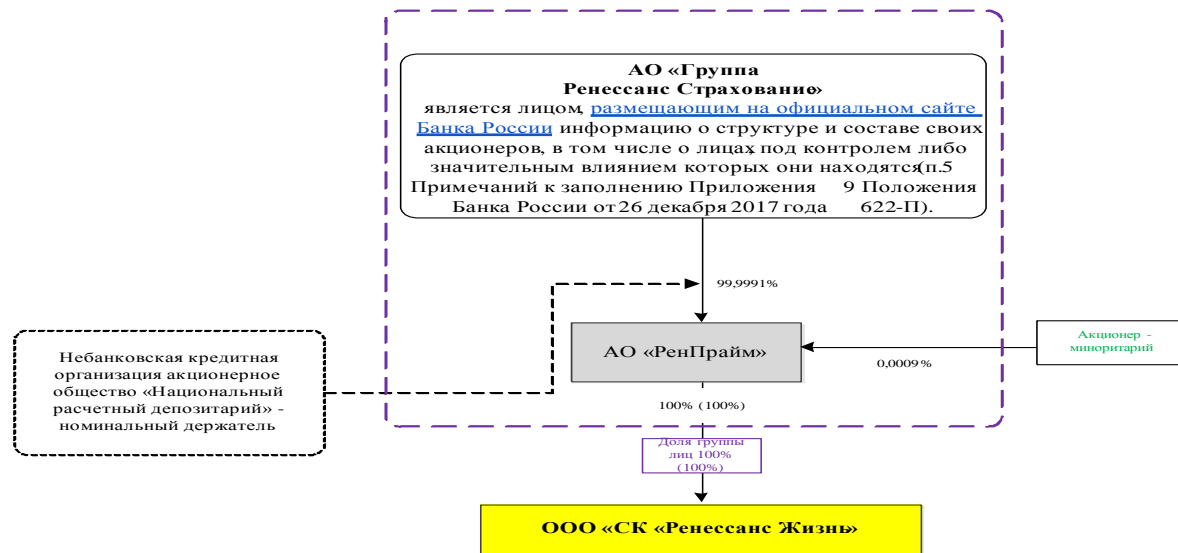 АО «Группа
Ренессанс Страхование»
является лицом, размещающим на официальном сайте
Банка России информацию о структуре и составе своих
акционеров, в том числе о лицах, под контролем либо
значительным влиянием которых они находятся(п.5
Примечаний к заполнению Приложения 9 Положения
Банка России от 26 декабря 2017 года 622-П).
99,9991%
Акционер -
миноритарий
АО «РенПрайм»
0,0009%
Небанковская кредитная
организация акционерное
общество «Национальный
расчетный депозитарий» -
номинальный держатель
100% (100%)
Доля группы
лиц 100%
(100%)
ООО «СК «Ренессанс Жизнь»